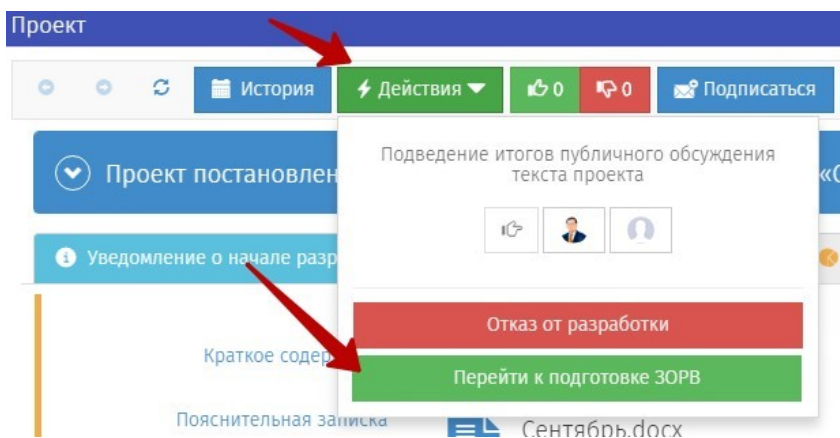 Проект
История
Действия
0
0
Подписаться
Проект постановлен
«С
Подведение итогов публичного обсуждения
текста проекта
Уведомление о начале разр
Отказ от разработки
Краткое содер
Перейти к подготовке ЗОРВ
Пояснительная записка
Сентябрь.docx